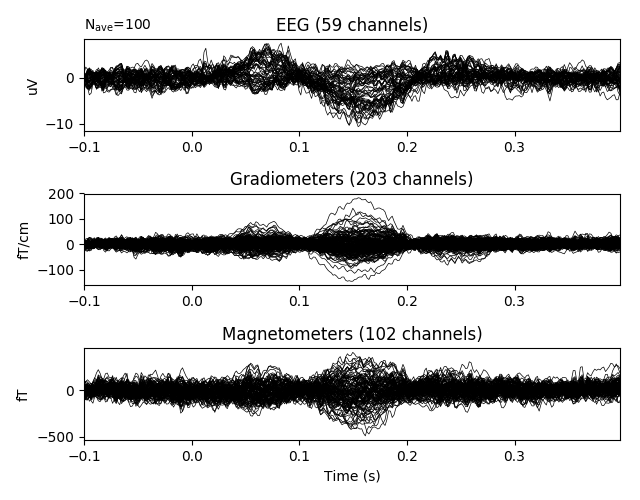 N_ave=100
EEG (59 channels)
uV
0
−10
−0.1 0.0 0.1 0.2 0.3
Gradiometers (203 channels)
fT/cm
200
100
0
−100
−0.1 0.0 0.1 0.2 0.3
Magnetometers (102 channels)
fT
0
−500
−0.1 0.0 0.1 0.2 0.3
Time (s)